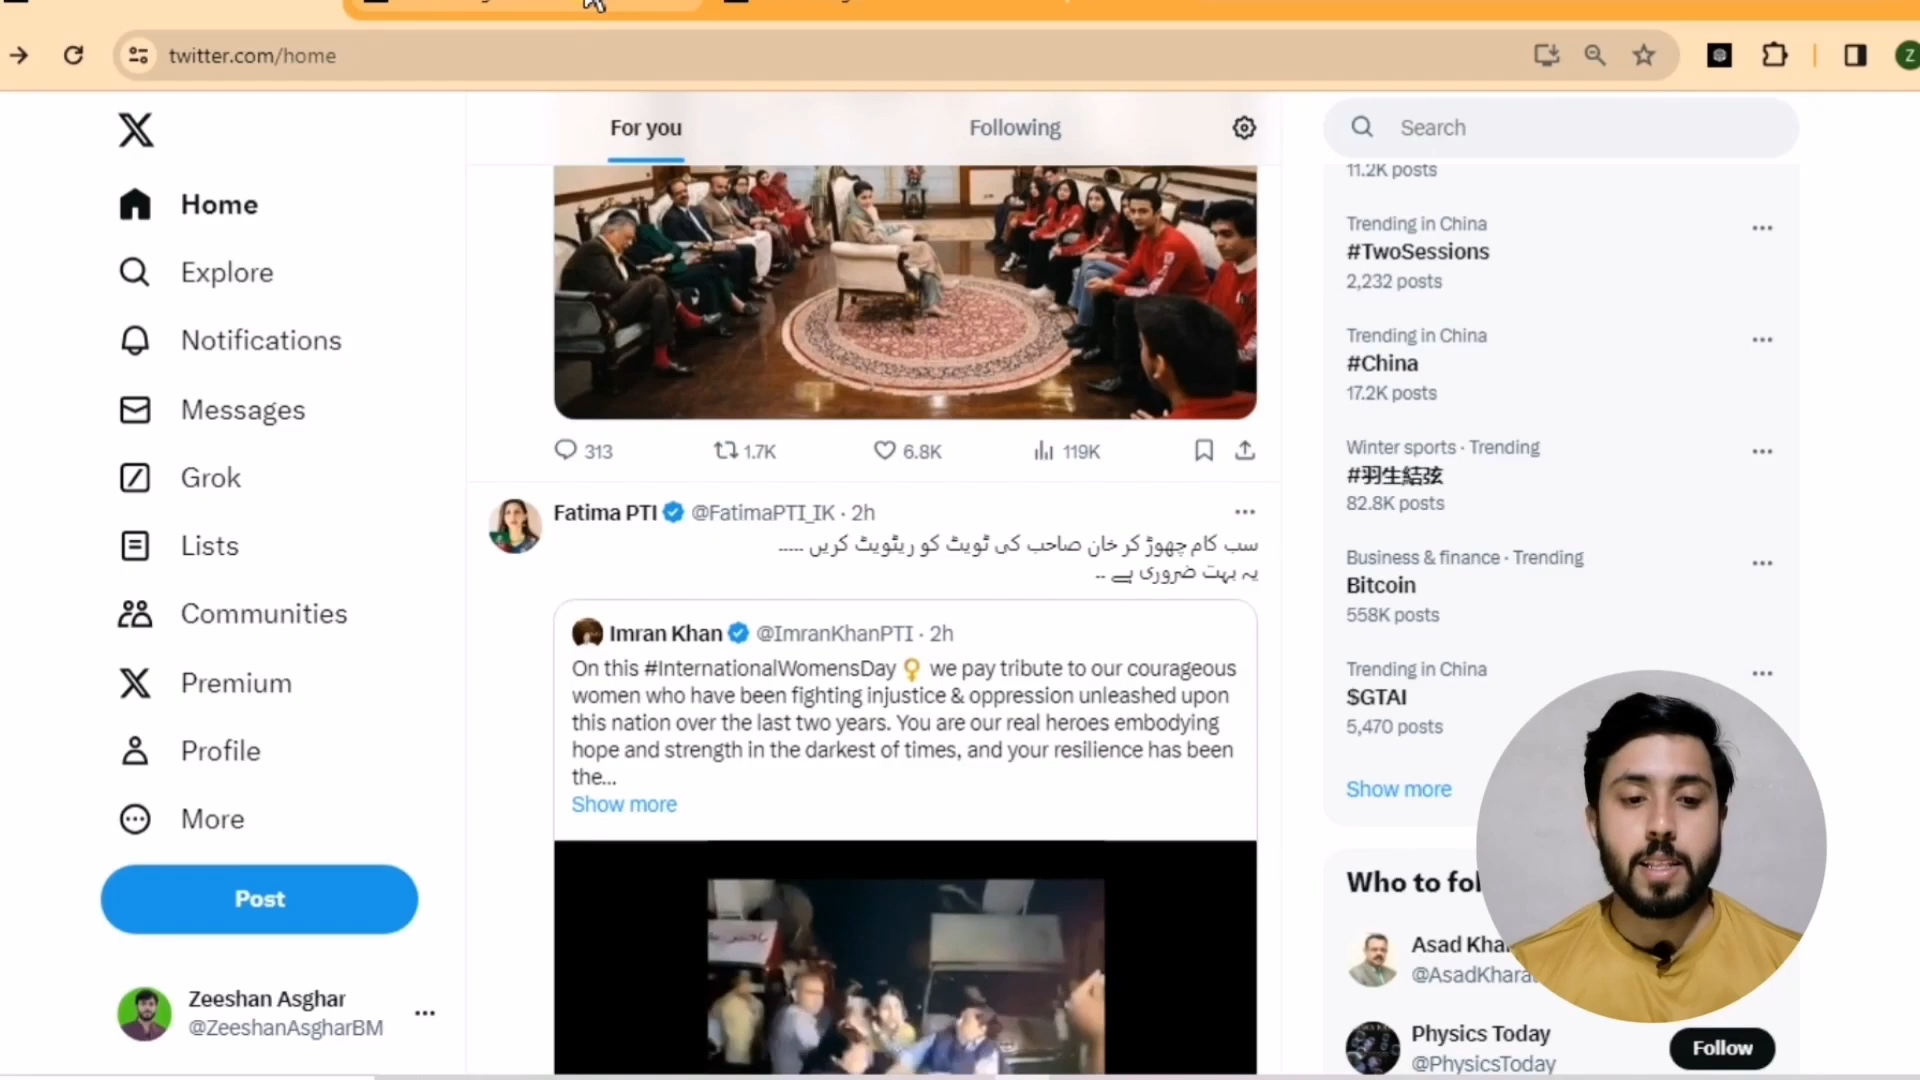 twitter.com/home
Z
For you
Following
Search
Home
Explore
Notifications
Messages
Grok
Lists
Communities
Premium
Profile
More
Post
Zeeshan Asghar
@ZeeshanAsgharBM
313
1.7K
6.8K
119K
Fatima PTI @FatimaPTI_IK · 2h
سب کام چھوڑ کر خان صاحب کی ٹویٹ کو ریٹویٹ کریں .....
یہ بہت ضروری ہے ..
Imran Khan @ImranKhanPTI · 2h
On this #InternationalWomensDay ♀ we pay tribute to our courageous
women who have been fighting injustice & oppression unleashed upon
this nation over the last two years. You are our real heroes embodying
hope and strength in the darkest of times, and your resilience has been
the...
Show more
11.2K posts
Trending in China
#TwoSessions
2,232 posts
Trending in China
#China
17.2K posts
Winter sports · Trending
#羽生結弦
82.8K posts
Business & finance · Trending
Bitcoin
558K posts
Trending in China
$GTAI
5,470 posts
Show more
Who to fol
Asad Khar
@AsadKhara
Physics Today
@PhysicsToday
Follow